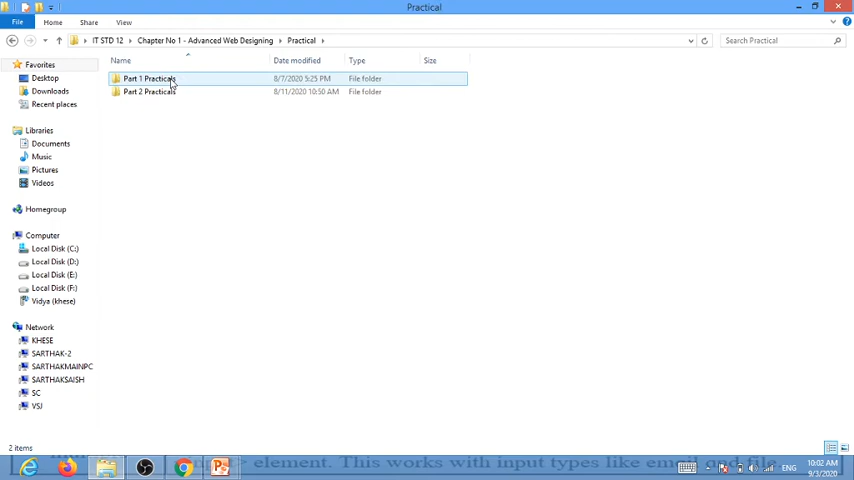 Practical
File Home Share View
IT STD 12 Chapter No 1 - Advanced Web Designing Practical Search Practical
Name Date modified Type Size
Favorites
Desktop
Downloads
Recent places
Libraries
Documents
Music
Pictures
Videos
Homegroup
Computer
Local Disk (C:)
Local Disk (D:)
Local Disk (E:)
Local Disk (F:)
Vidya (khese)
Network
KHESE
SARTHAK-2
SARTHAKMAINPC
SARTHAKSAISH
SC
VSJ
Part 1 Practicals 8/7/2020 5:25 PM File folder
Part 2 Practicals 8/11/2020 10:50 AM File folder
2 items
element. This works with input types like email and file.
ENG
10:02 AM
9/3/2020